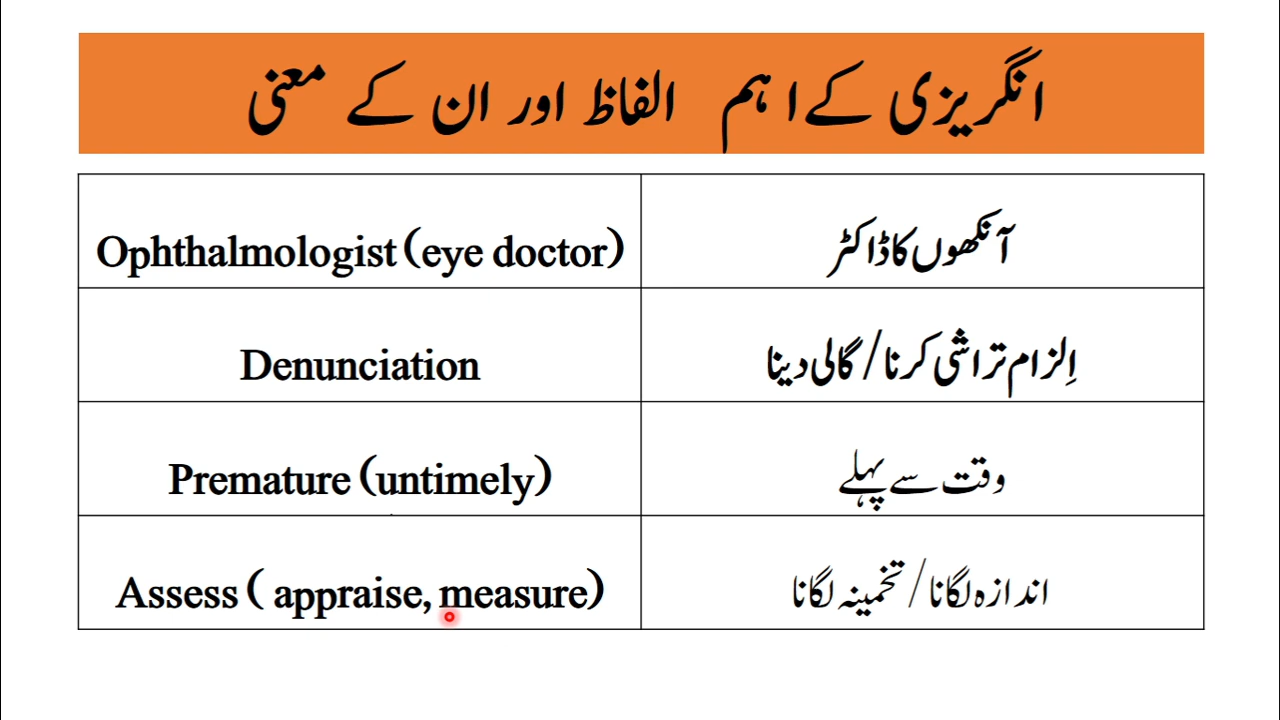 انگریزی کے اہم الفاظ اور ان کے معنی
Ophthalmologist (eye doctor) آنکھوں کا ڈاکٹر
Denunciation اِلزام تراشی کرنا / گالی دینا
Premature (untimely) وقت سے پہلے
Assess ( appraise, measure) اندازہ لگانا / تخمینہ لگانا